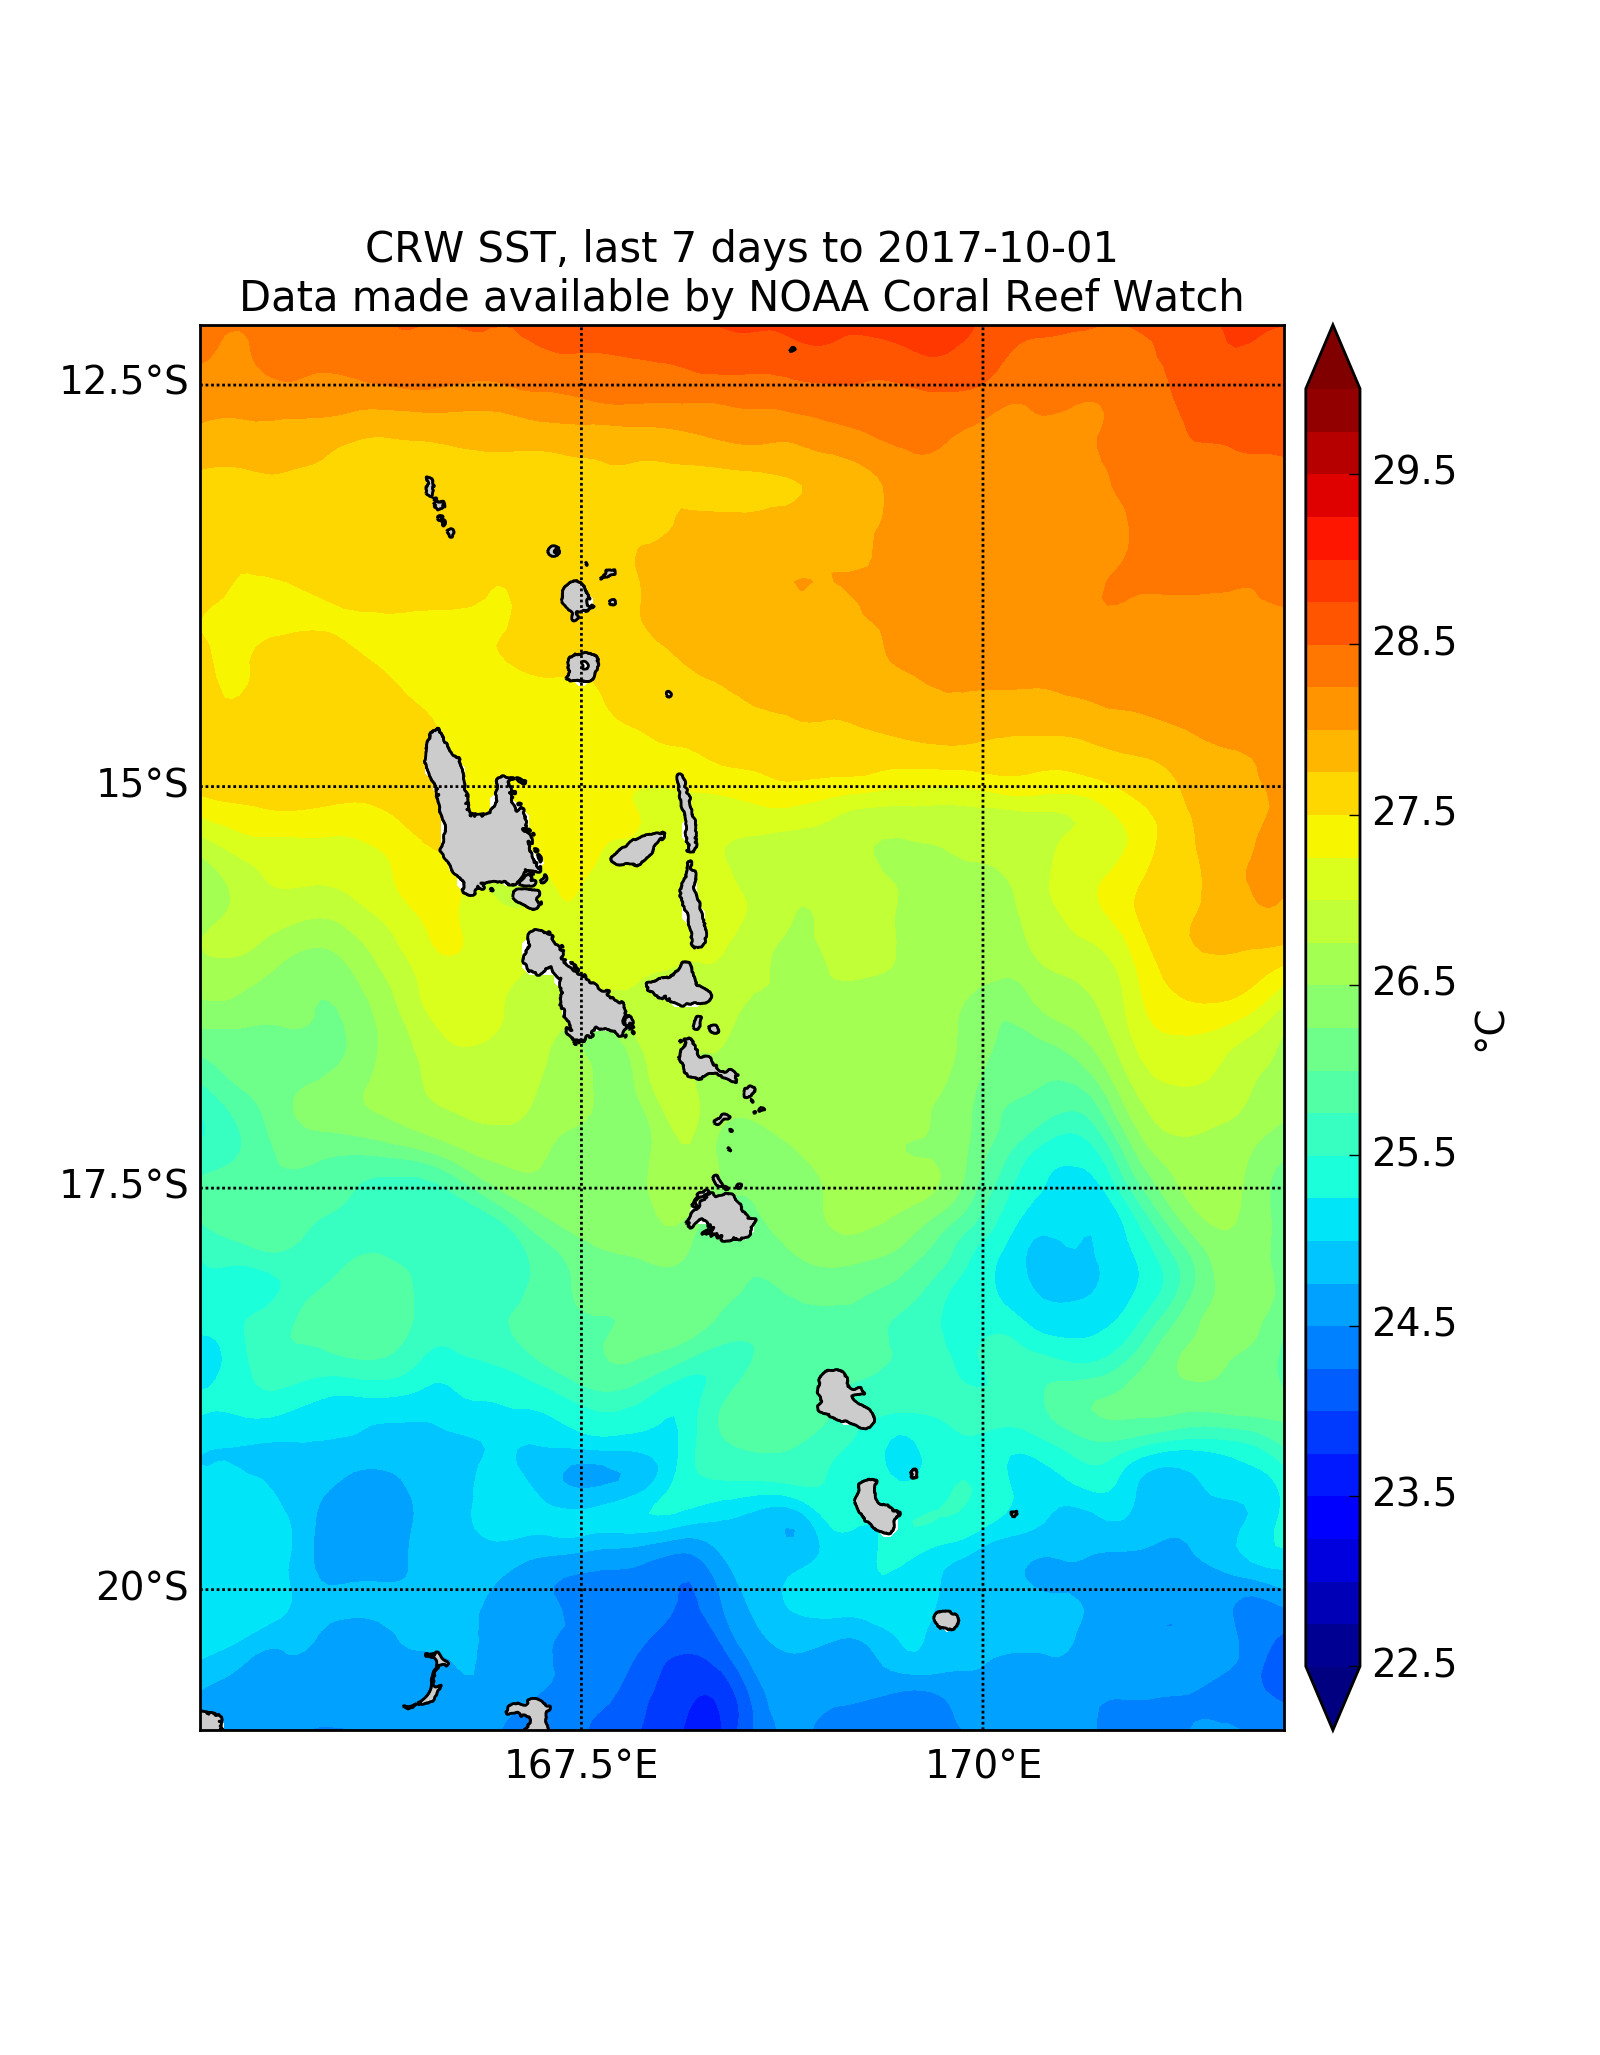 CRW SST, last 7 days to 2017-10-01
Data made available by NOAA Coral Reef Watch
12.5°S
15°S
17.5°S
20°S
167.5°E
170°E
29.5
28.5
27.5
26.5
25.5
24.5
23.5
22.5
°C